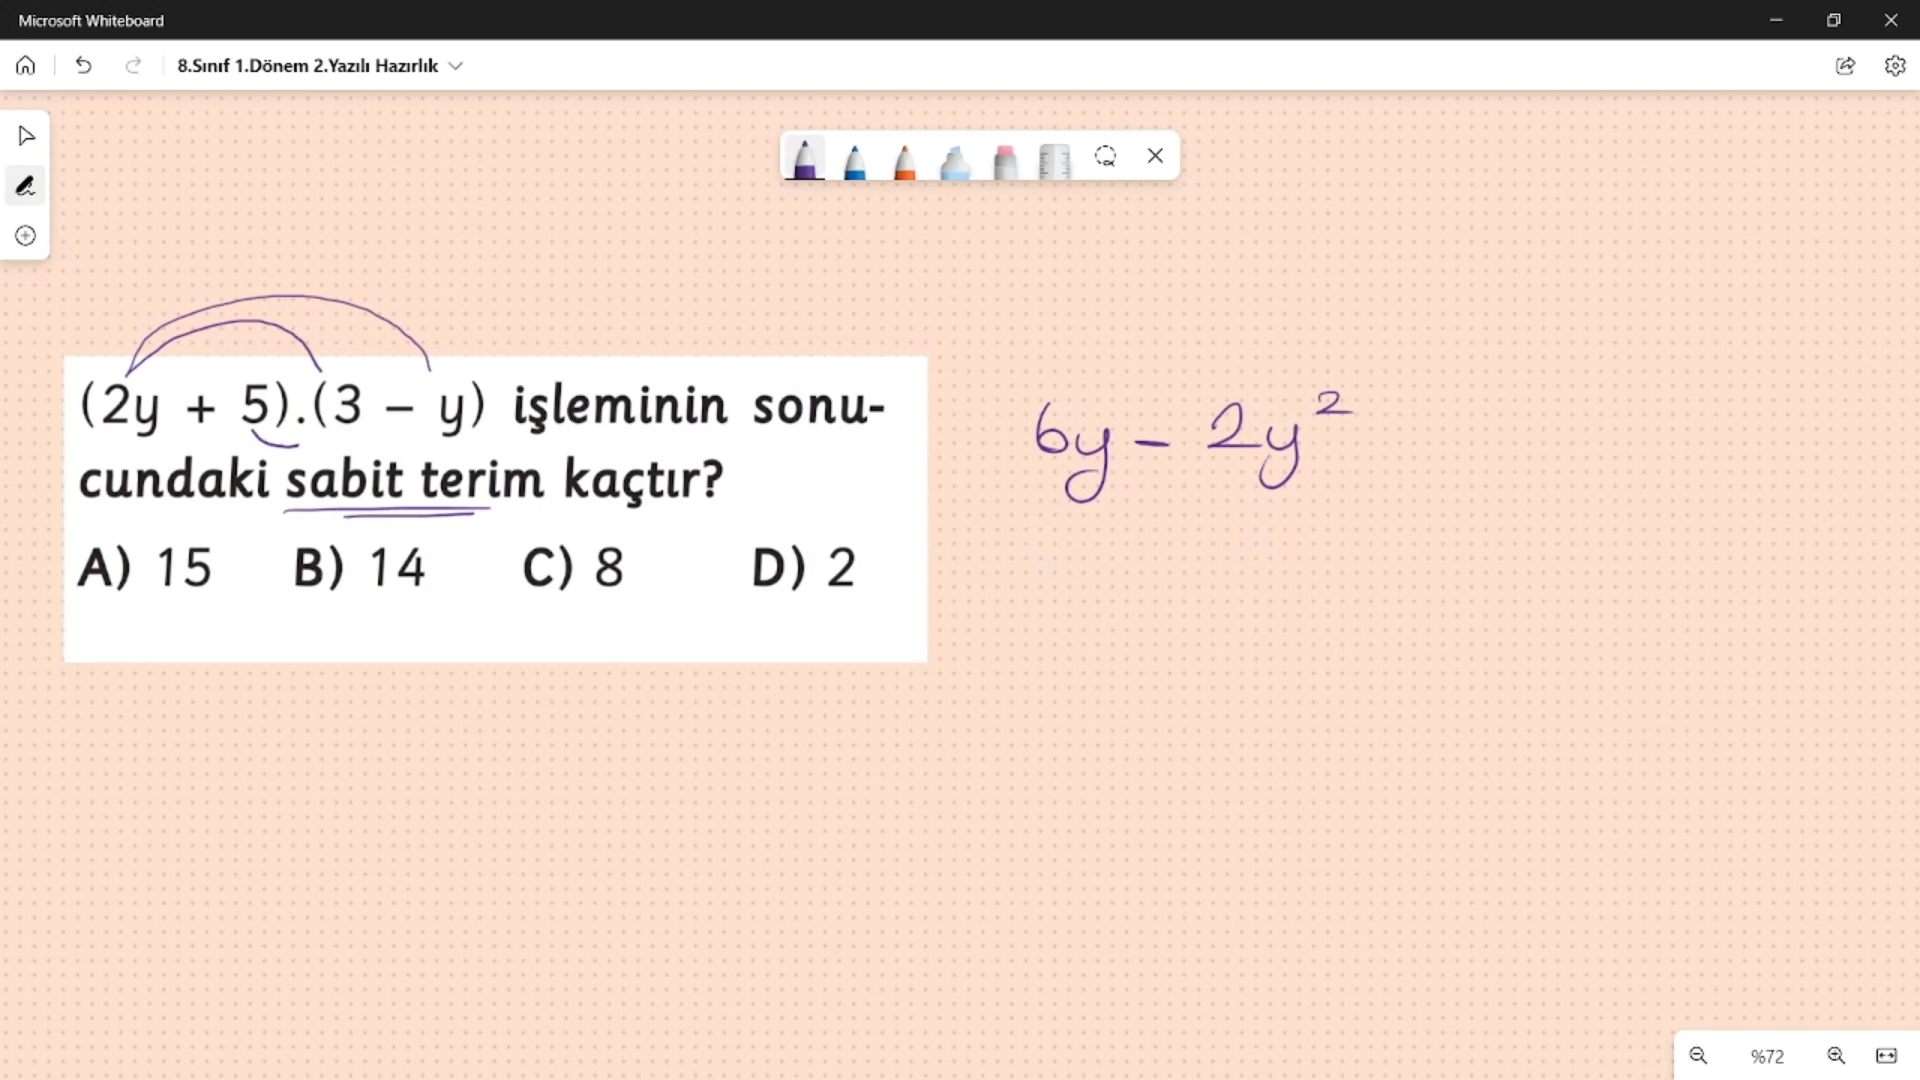 Microsoft Whiteboard
8.Sınıf 1.Dönem 2.Yazılı Hazırlık
(2y + 5).(3 – y) işleminin sonu-
cundaki sabit terim kaçtır?
A) 15 B) 14 C) 8 D) 2
6y - 2y²
%72